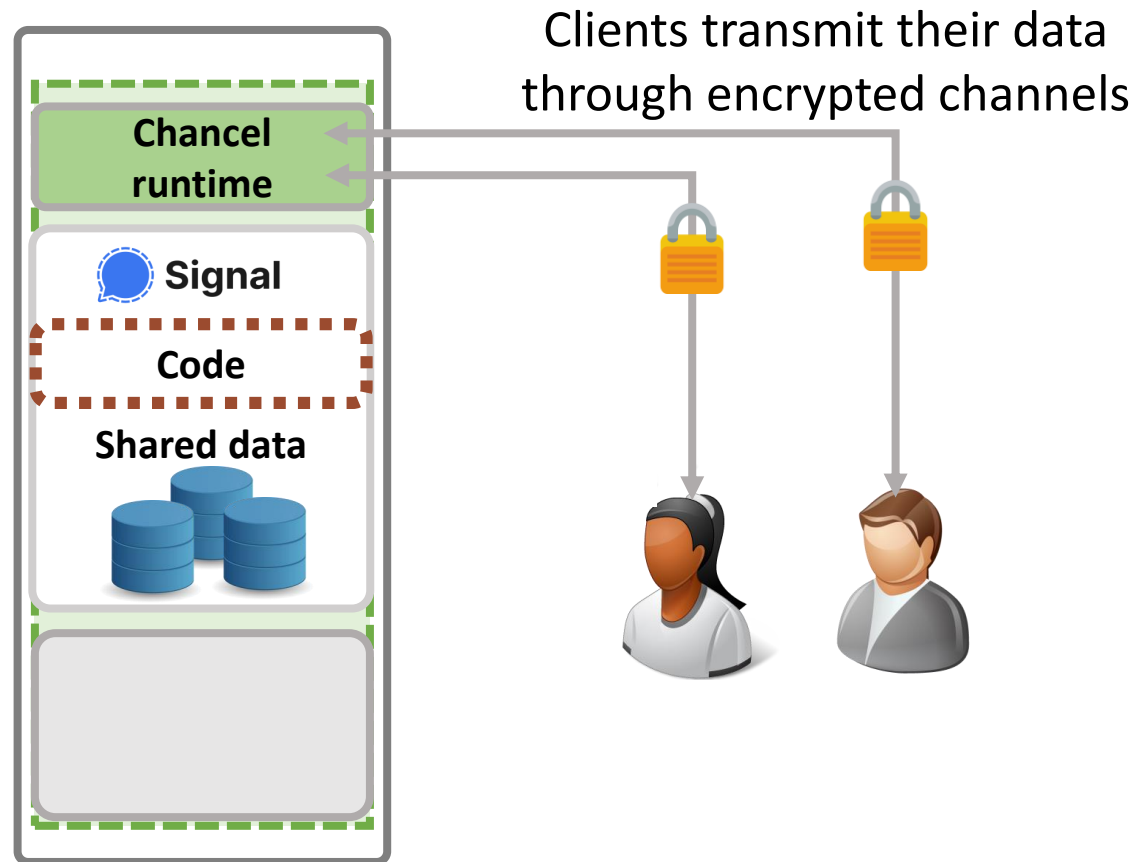 Clients transmit their data
through encrypted channels
Chancel
runtime
Signal
Code
Shared data